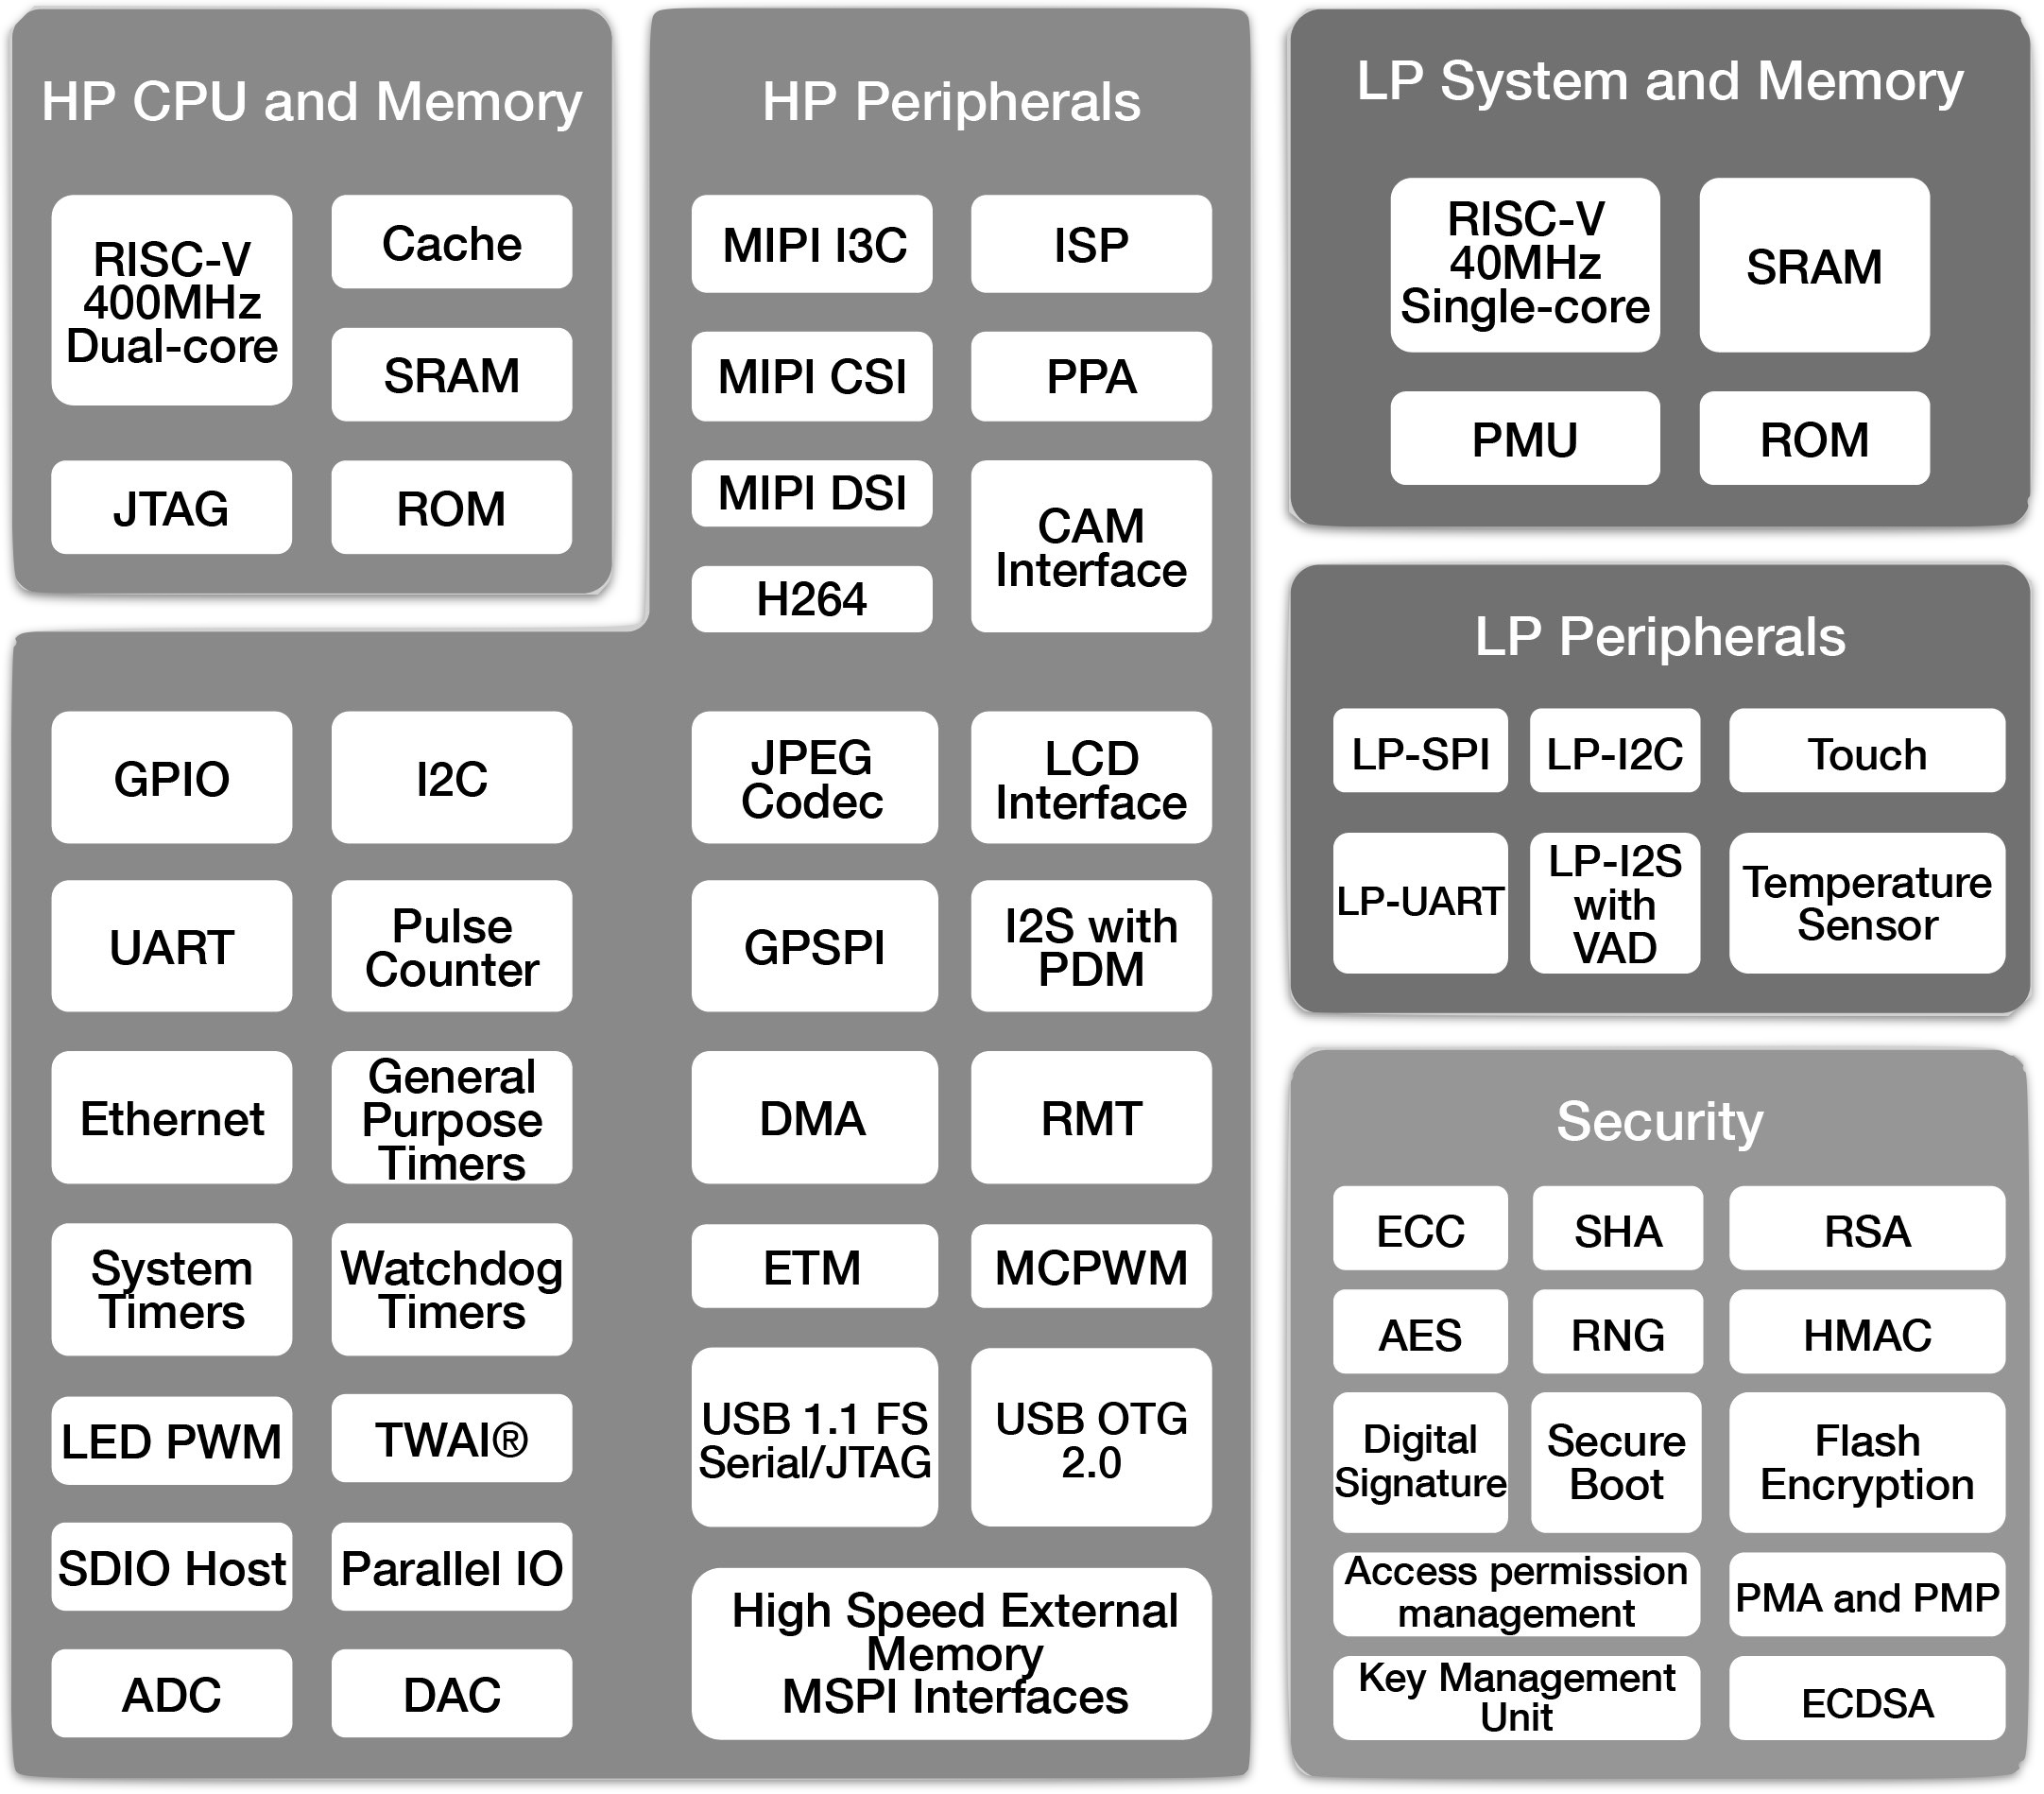 HP CPU and Memory
RISC-V
400MHz
Dual-core
Cache
SRAM
JTAG
ROM
HP Peripherals
MIPI I3C
ISP
MIPI CSI
PPA
MIPI DSI
CAM
Interface
H264
GPIO
I2C
JPEG
Codec
LCD
Interface
UART
Pulse
Counter
GPSPI
I2S with
PDM
Ethernet
General
Purpose
Timers
DMA
RMT
System
Timers
Watchdog
Timers
ETM
MCPWM
LED PWM
TWAI®
USB 1.1 FS
Serial/JTAG
USB OTG
2.0
SDIO Host
Parallel IO
High Speed External
Memory
MSPI Interfaces
ADC
DAC
LP System and Memory
RISC-V
40MHz
Single-core
SRAM
PMU
ROM
LP Peripherals
LP-SPI
LP-I2C
Touch
LP-UART
LP-I2S
with
VAD
Temperature
Sensor
Security
ECC
SHA
RSA
AES
RNG
HMAC
Digital
Signature
Secure
Boot
Flash
Encryption
Access permission
management
PMA and PMP
Key Management
Unit
ECDSA